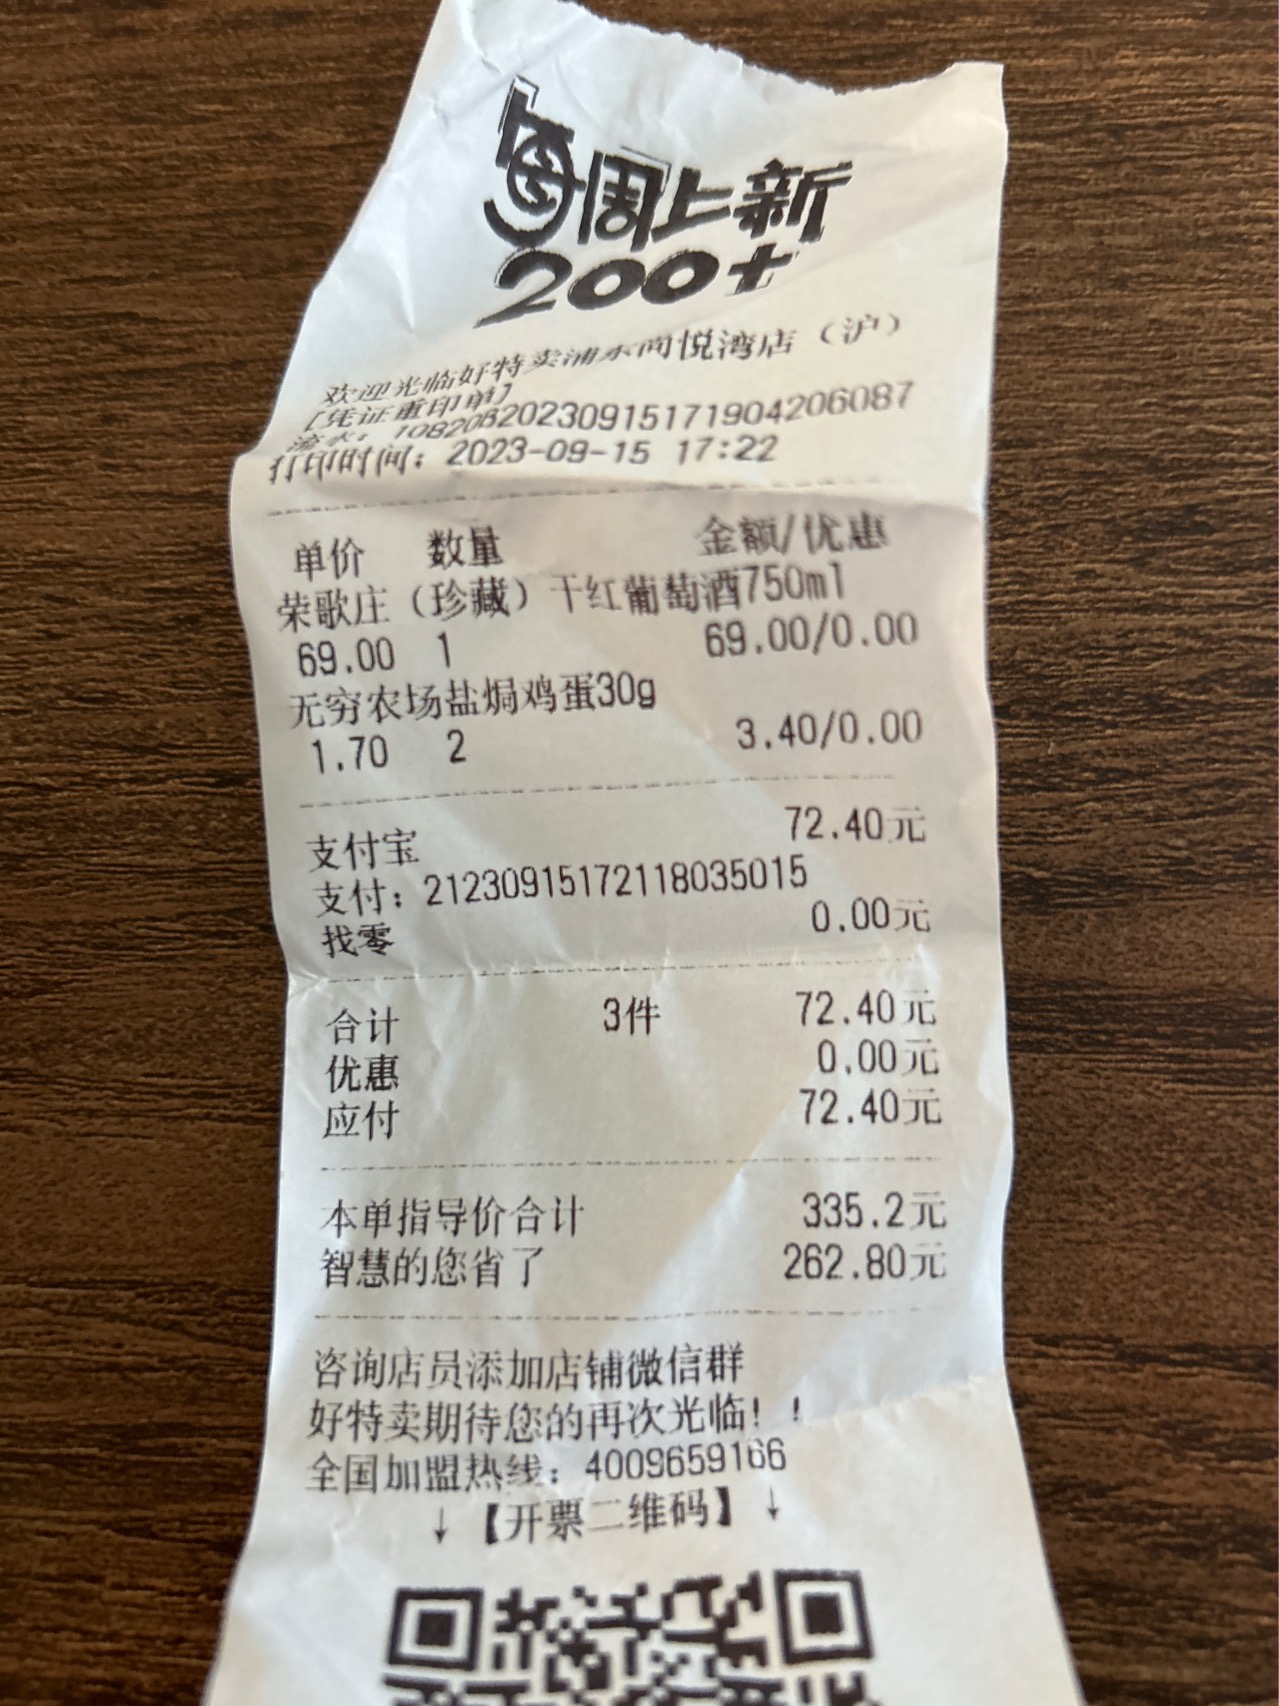 每周上新
200+
欢迎光临好特卖浦东尚悦湾店（沪）
[凭证重印单]
流水: 10820820230915171904206087
打印时间: 2023-09-15 17:22
单价 数量 金额/优惠
荣歌庄（珍藏）干红葡萄酒750ml
69.00 1 69.00/0.00
无穷农场盐焗鸡蛋30g
1.70 2 3.40/0.00
支付宝 72.40元
支付: 21230915172118035015
找零 0.00元
合计 3件 72.40元
优惠 0.00元
应付 72.40元
本单指导价合计 335.2元
智慧的您省了 262.80元
咨询店员添加店铺微信群
好特卖期待您的再次光临!!
全国加盟热线: 4009659166
↓【开票二维码】↓